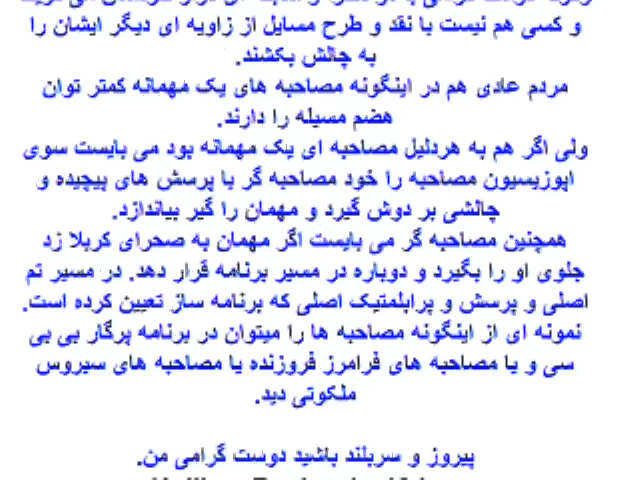 و کسی هم نیست با نقد و طرح مسایل از زاویه ای دیگر ایشان را
به چالش بکشند.
مردم عادی هم در اینگونه مصاحبه های یک مهمانه کمتر توان
هضم مسیله را دارند.
ولی اگر هم به هردلیل مصاحبه ای یک مهمانه بود می بایست سوی
اپوزیسیون مصاحبه را خود مصاحبه گر با پرسش های پیچیده و
چالشی بر دوش گیرد و مهمان را گیر بیاندازد.
همچنین مصاحبه گر می بایست اگر مهمان به صحرای کربلا زد
جلوی او را بگیرد و دوباره در مسیر برنامه قرار دهد. در مسیر تم
اصلی و پرسش و پرابلمتیک اصلی که برنامه ساز تعیین کرده است.
نمونه ای از اینگونه مصاحبه ها را میتوان در برنامه پرگار بی بی
سی و یا مصاحبه های فرامرز فروزنده یا مصاحبه های سیروس
ملکوتی دید.
پیروز و سربلند باشید دوست گرامی من.